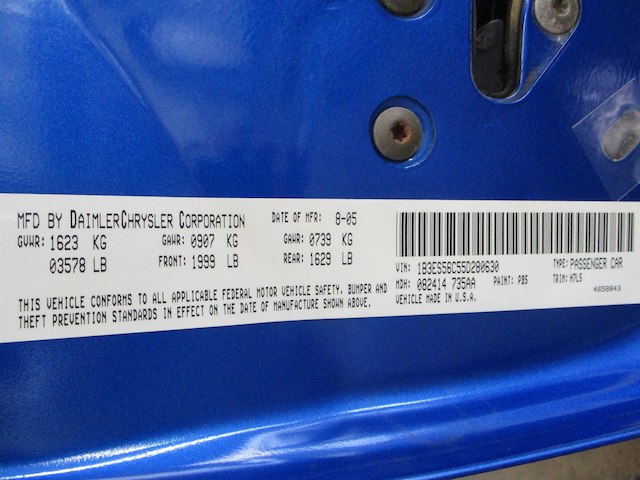 MFD BY DAIMLERCHRYSLER CORPORATION DATE OF MFR: 8-05
GVWR: 1623 KG GAWR: 0907 KG GAWR: 0739 KG
03578 LB FRONT: 1999 LB REAR: 1629 LB
THIS VEHICLE CONFORMS TO ALL APPLICABLE FEDERAL MOTOR VEHICLE SAFETY, BUMPER AND
THEFT PREVENTION STANDARDS IN EFFECT ON THE DATE OF MANUFACTURE SHOWN ABOVE.
VIN: 1B3ES56C55D280630 TYPE: PASSENGER CAR
MDH: 082414 735AA PAINT: PB5 TRIM: H7L5
VEHICLE MADE IN U.S.A. 4658843